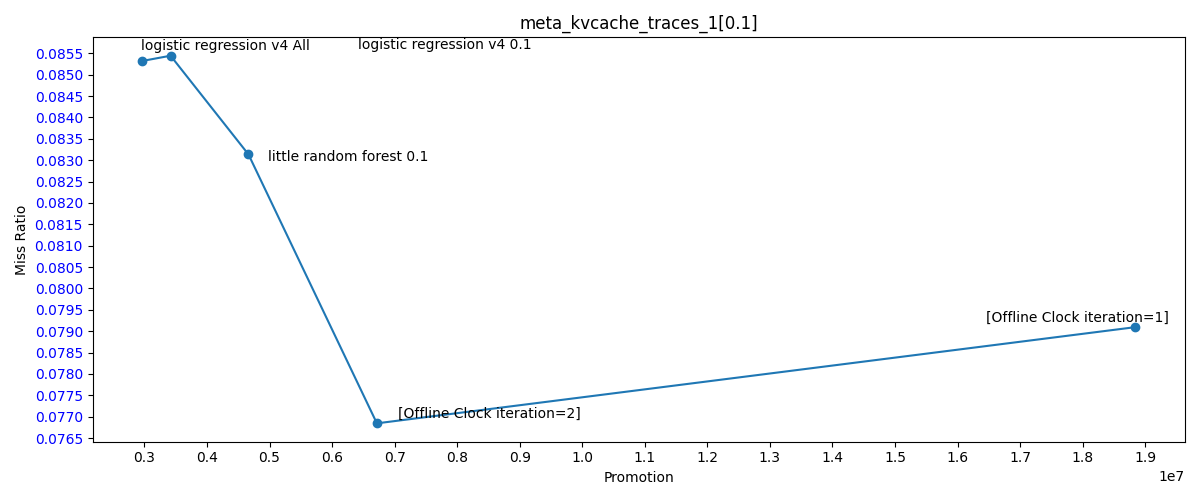 meta_kvcache_traces_1[0.1]
logistic regression v4 All
logistic regression v4 0.1
little random forest 0.1
[Offline Clock iteration=1]
[Offline Clock iteration=2]
Miss Ratio
0.0855
0.0850
0.0845
0.0840
0.0835
0.0830
0.0825
0.0820
0.0815
0.0810
0.0805
0.0800
0.0795
0.0790
0.0785
0.0780
0.0775
0.0770
0.0765
0.3 0.4 0.5 0.6 0.7 0.8 0.9 1.0 1.1 1.2 1.3 1.4 1.5 1.6 1.7 1.8 1.9
1e7
Promotion